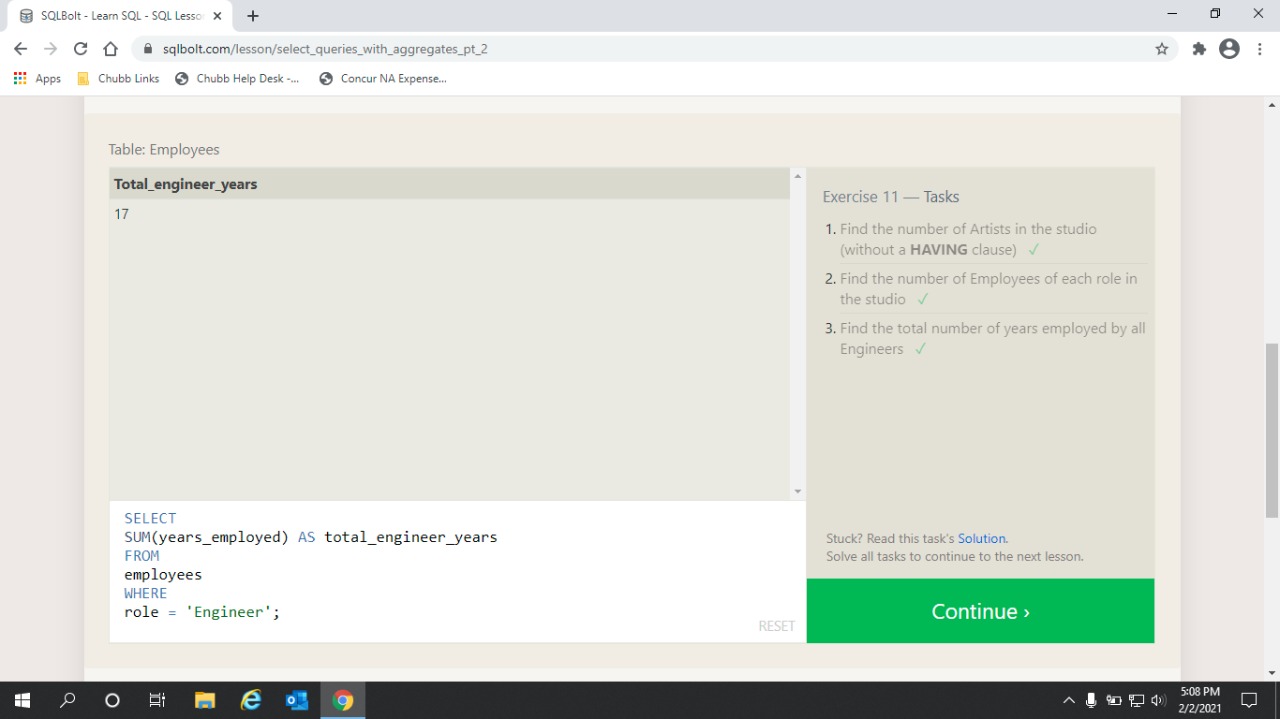 SQLBolt - Learn SQL - SQL Lesso
sqlbolt.com/lesson/select_queries_with_aggregates_pt_2
Apps Chubb Links Chubb Help Desk -... Concur NA Expense...
Table: Employees
Total_engineer_years
17
SELECT
SUM(years_employed) AS total_engineer_years
FROM
employees
WHERE
role = 'Engineer';
RESET
Exercise 11 — Tasks
1. Find the number of Artists in the studio
(without a HAVING clause) ✓
2. Find the number of Employees of each role in
the studio ✓
3. Find the total number of years employed by all
Engineers ✓
Stuck? Read this task's Solution.
Solve all tasks to continue to the next lesson.
Continue ›
5:08 PM
2/2/2021